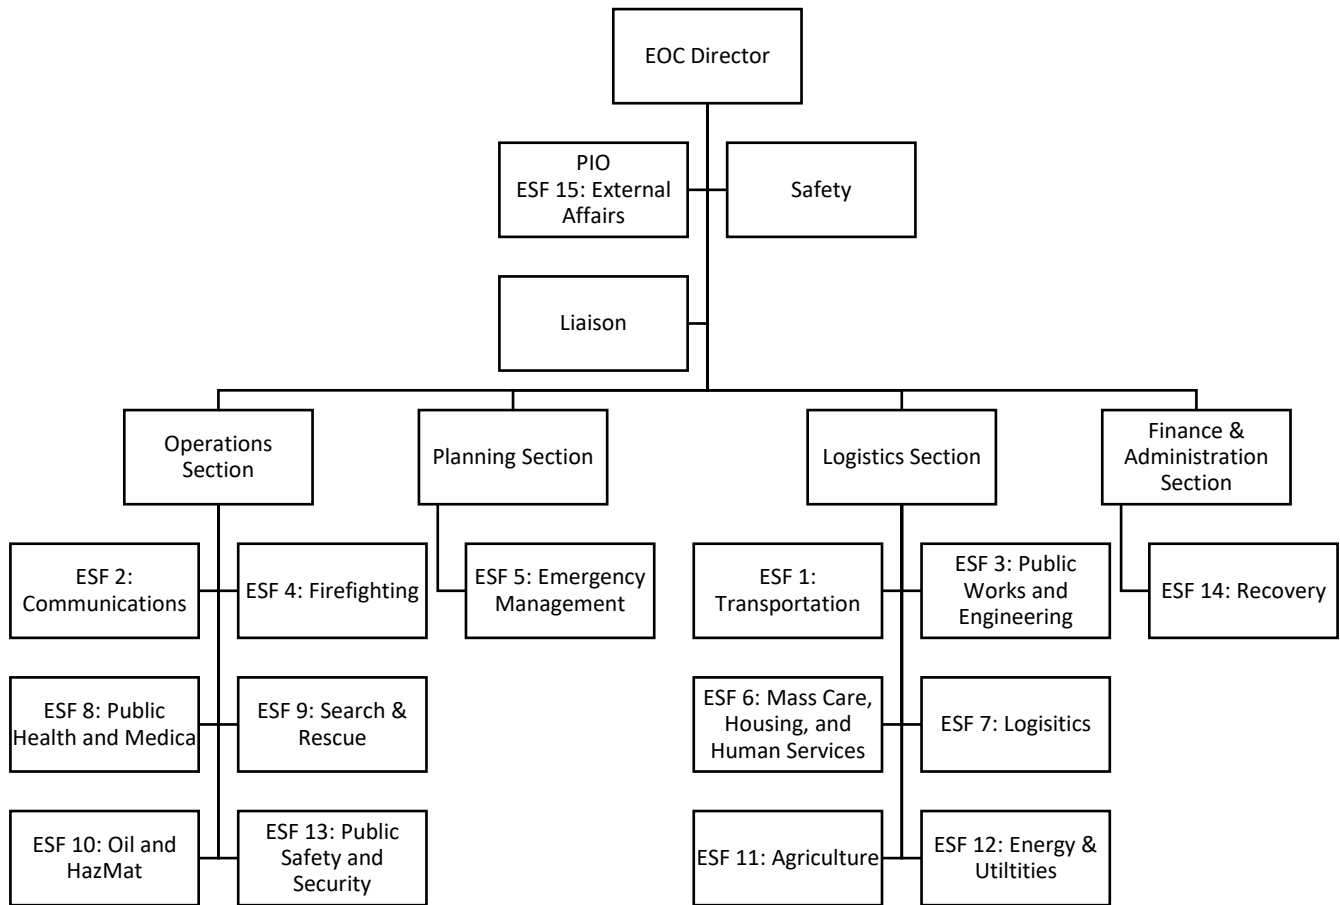 EOC Director
PIO
ESF 15: External
Affairs
Safety
Liaison
Operations
Section
Planning Section
Logistics Section
Finance &
Administration
Section
ESF 2:
Communications
ESF 4: Firefighting
ESF 5: Emergency
Management
ESF 1:
Transportation
ESF 3: Public
Works and
Engineering
ESF 14: Recovery
ESF 8: Public
Health and Medica
ESF 9: Search &
Rescue
ESF 6: Mass Care,
Housing, and
Human Services
ESF 7: Logisitics
ESF 10: Oil and
HazMat
ESF 13: Public
Safety and
Security
ESF 11: Agriculture
ESF 12: Energy &
Utiltities